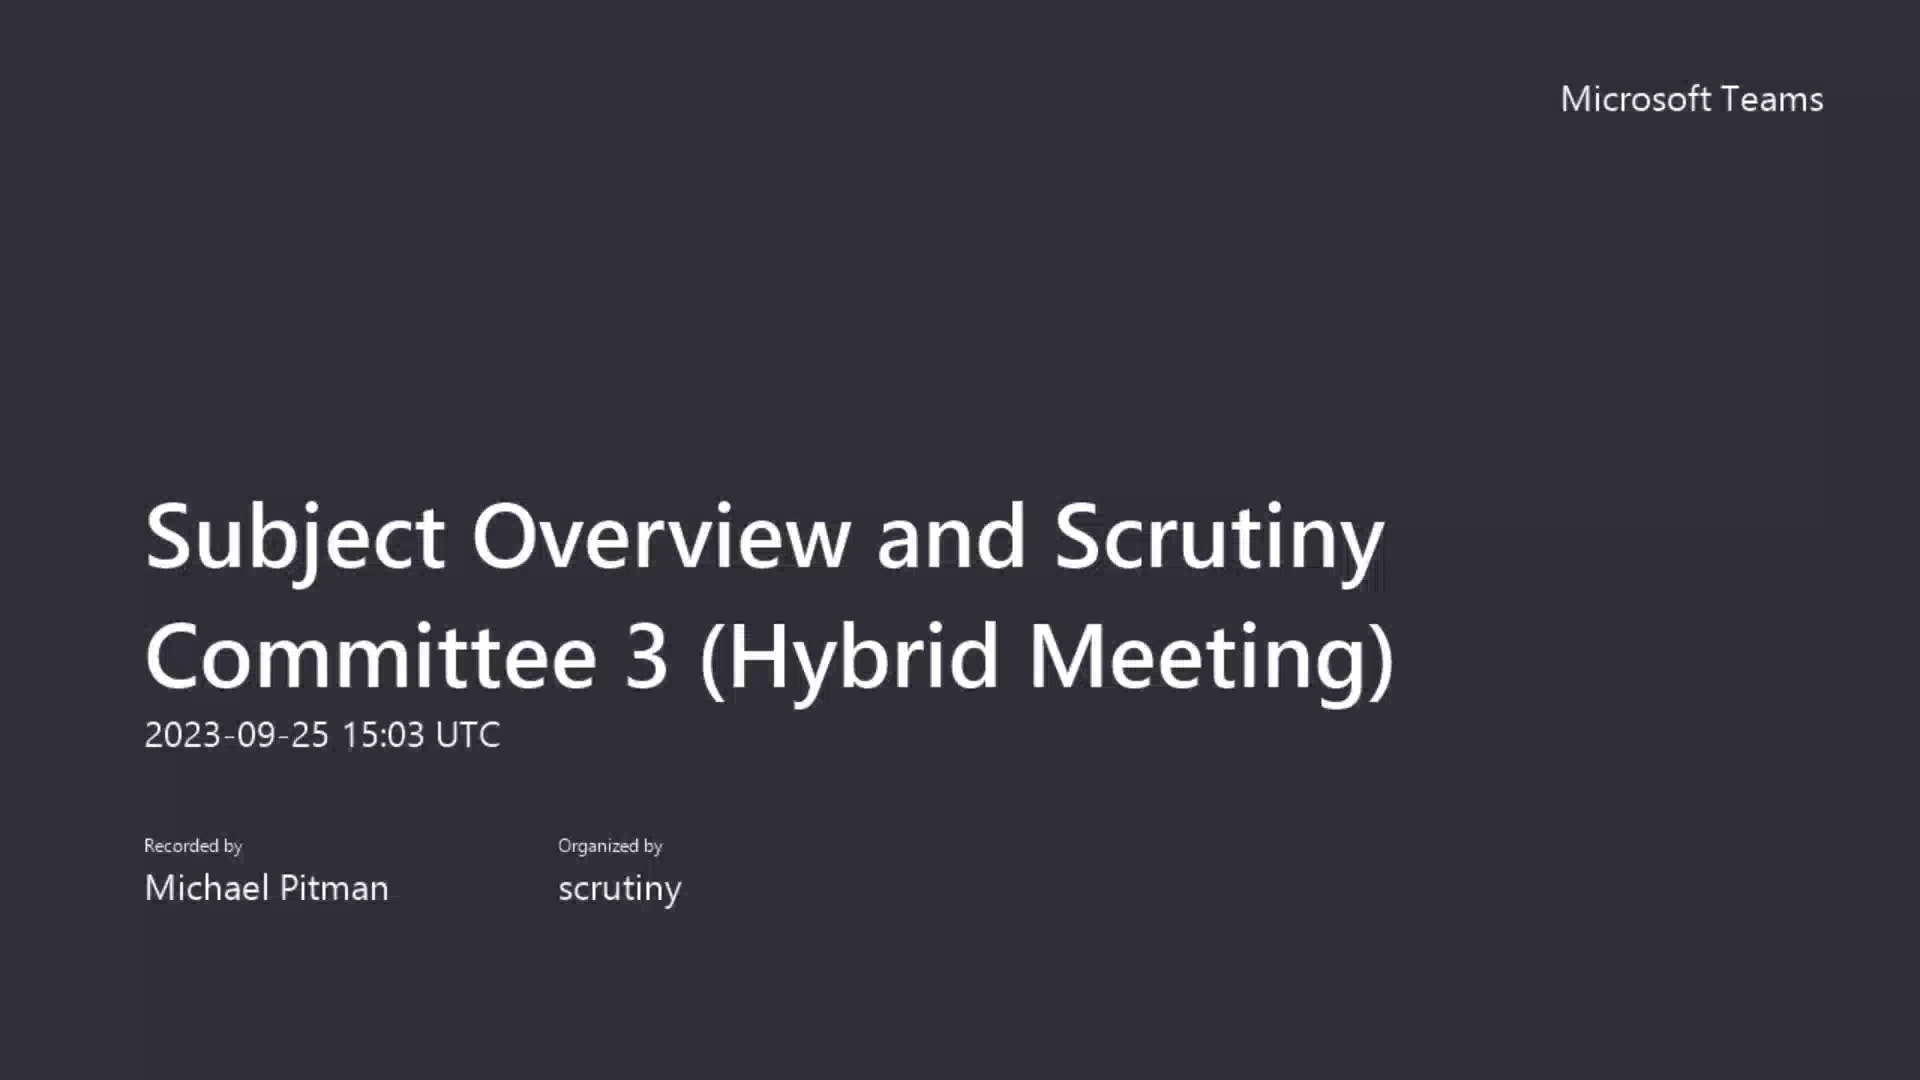 Microsoft Teams
Subject Overview and Scrutiny
Committee 3 (Hybrid Meeting)
2023-09-25 15:03 UTC
Recorded by
Organized by
Michael Pitman
scrutiny